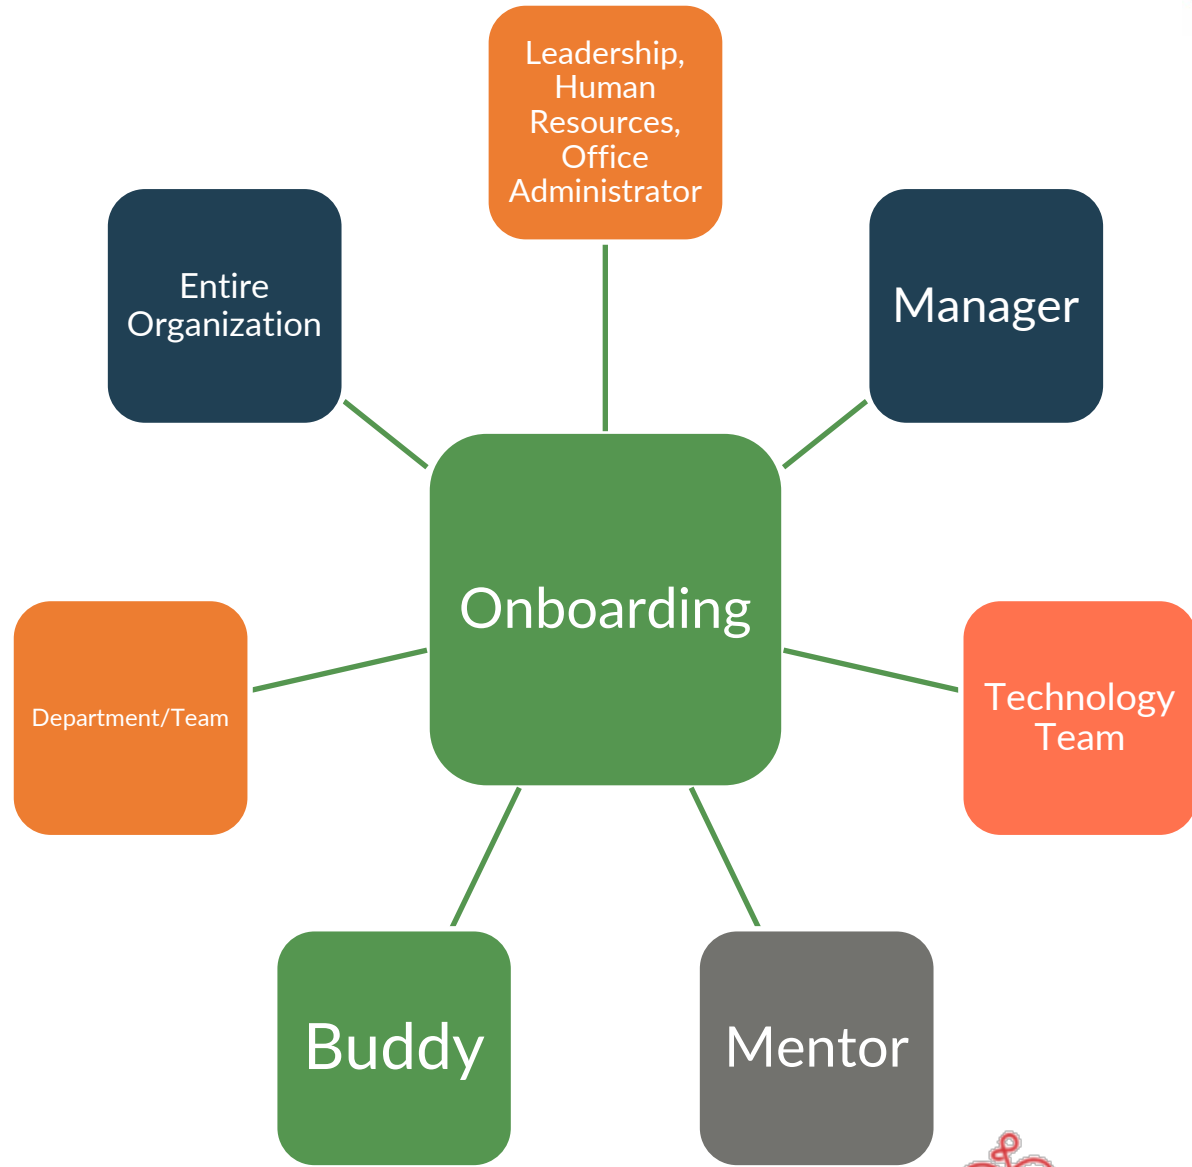 Leadership,
Human
Resources,
Office
Administrator
Manager
Technology
Team
Mentor
Buddy
Department/Team
Entire
Organization
Onboarding